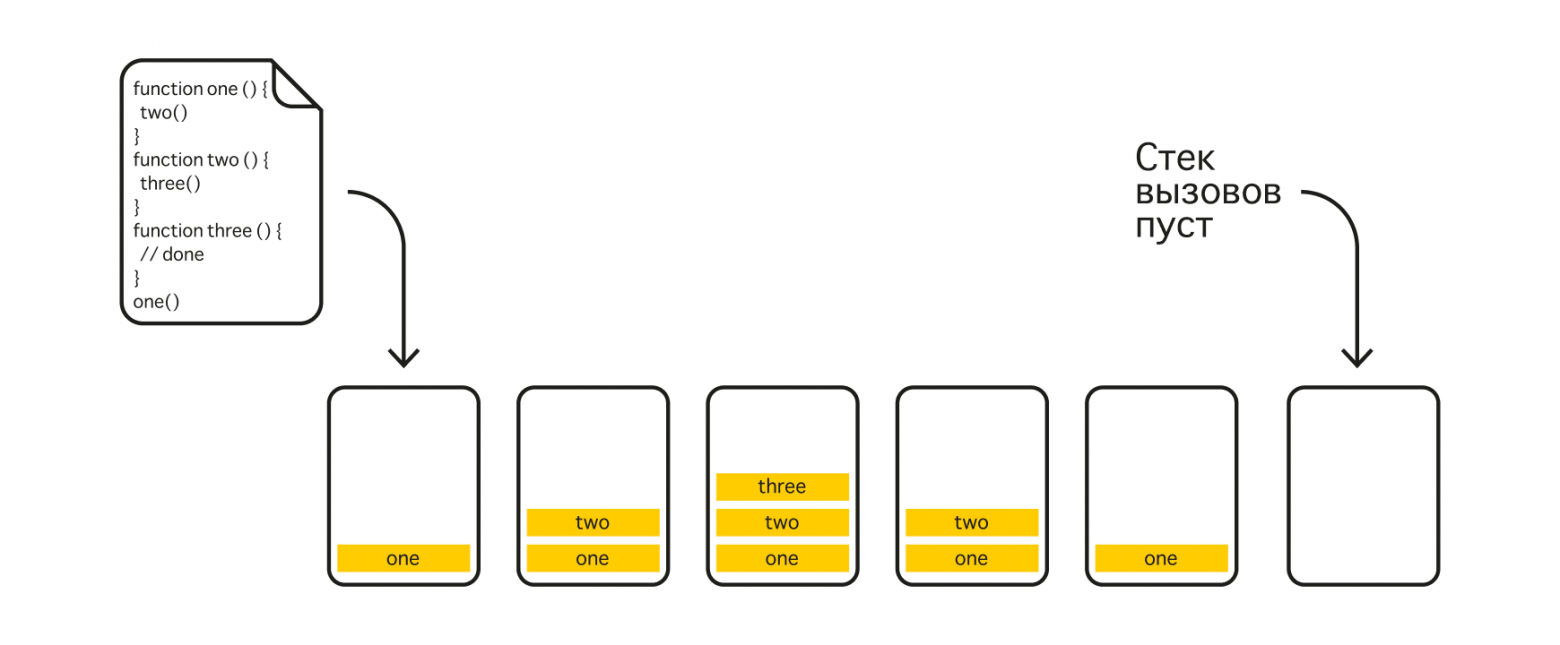 function one () {
two()
}
function two () {
three()
}
function three () {
// done
}
one()
Стек
вызовов
пуст
one
two
one
three
two
one
two
one
one